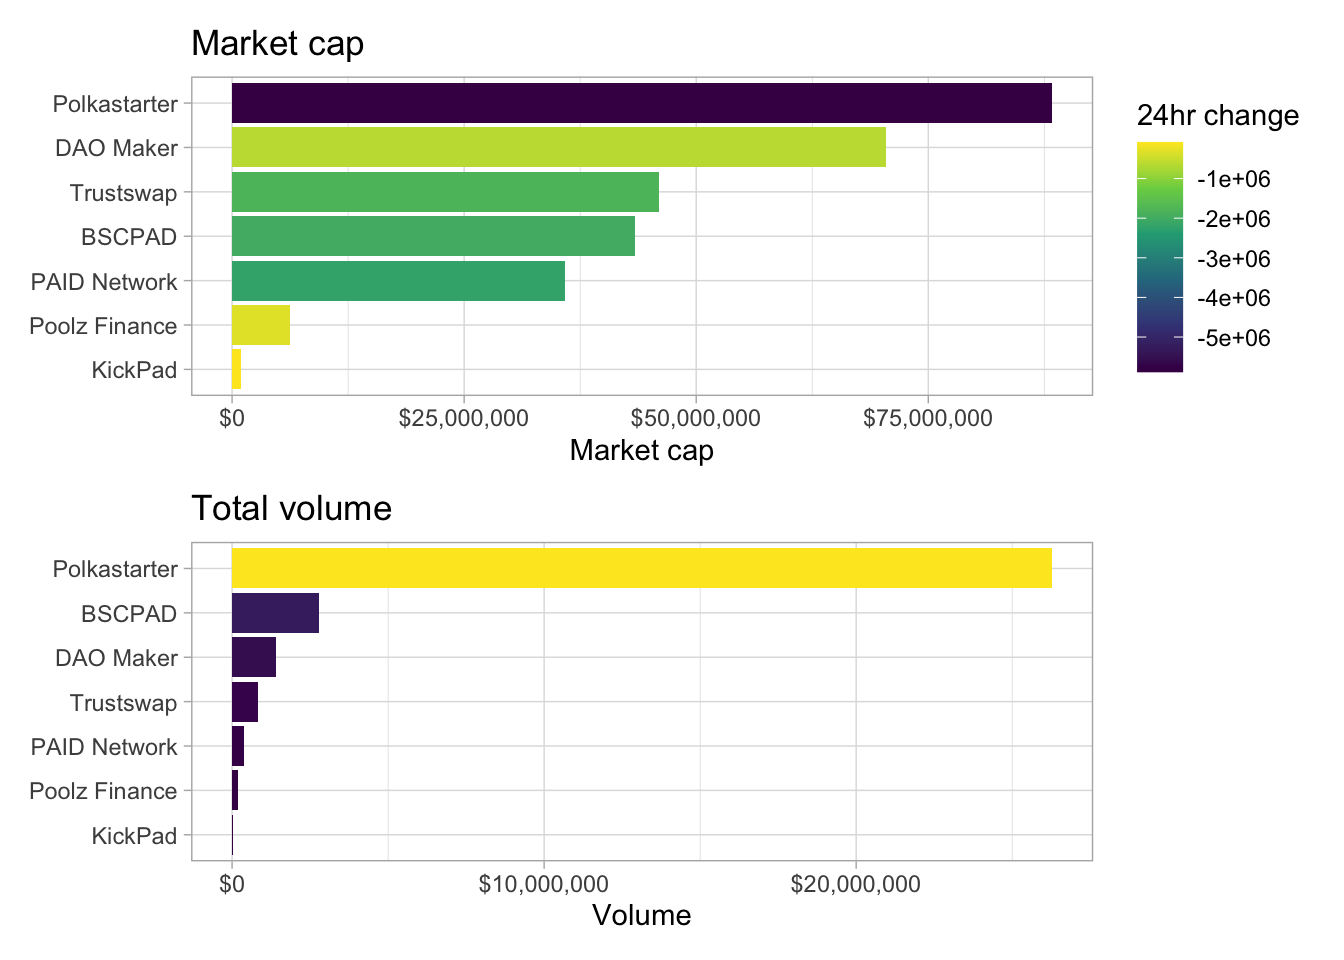 Market cap
Polkastarter
DAO Maker
Trustswap
BSCPAD
PAID Network
Poolz Finance
KickPad
$0 $25,000,000 $50,000,000 $75,000,000
Market cap
24hr change
-1e+06
-2e+06
-3e+06
-4e+06
-5e+06
Total volume
Polkastarter
BSCPAD
DAO Maker
Trustswap
PAID Network
Poolz Finance
KickPad
$0 $10,000,000 $20,000,000
Volume